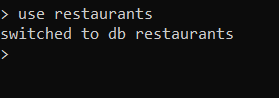 > use restaurants
switched to db restaurants
>